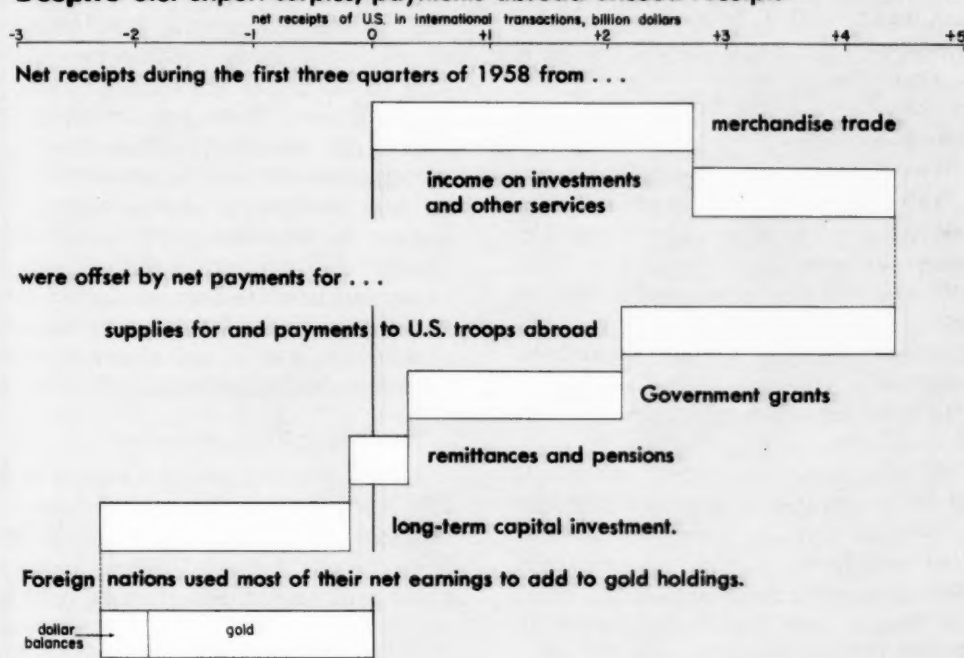 net receipts of U.S. in international transactions, billion dollars
-3 -2 -1 0 +1 +2 +3 +4 +5
Net receipts during the first three quarters of 1958 from . . .
merchandise trade
income on investments
and other services
were offset by net payments for . . .
supplies for and payments to U.S. troops abroad
Government grants
remittances and pensions
long-term capital investment.
Foreign nations used most of their net earnings to add to gold holdings.
dollar
balances
gold